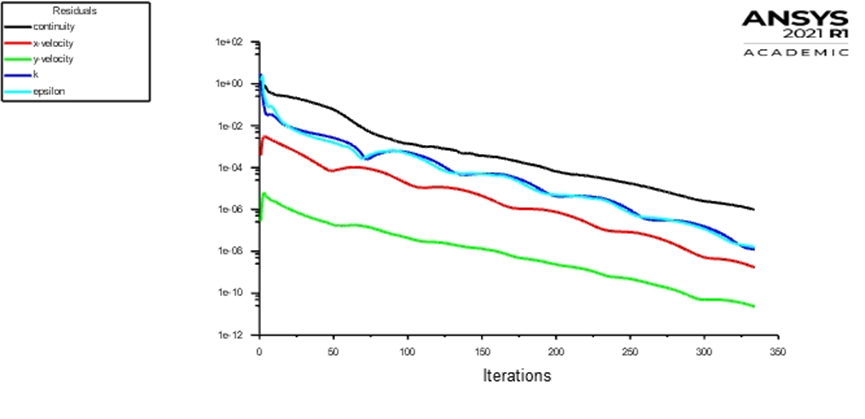 Residuals
continuity
x-velocity
y-velocity
k
epsilon
ANSYS
2021 R1
ACADEMIC
1e+02
1e+00
1e-02
1e-04
1e-06
1e-08
1e-10
1e-12
0 50 100 150 200 250 300 350
Iterations